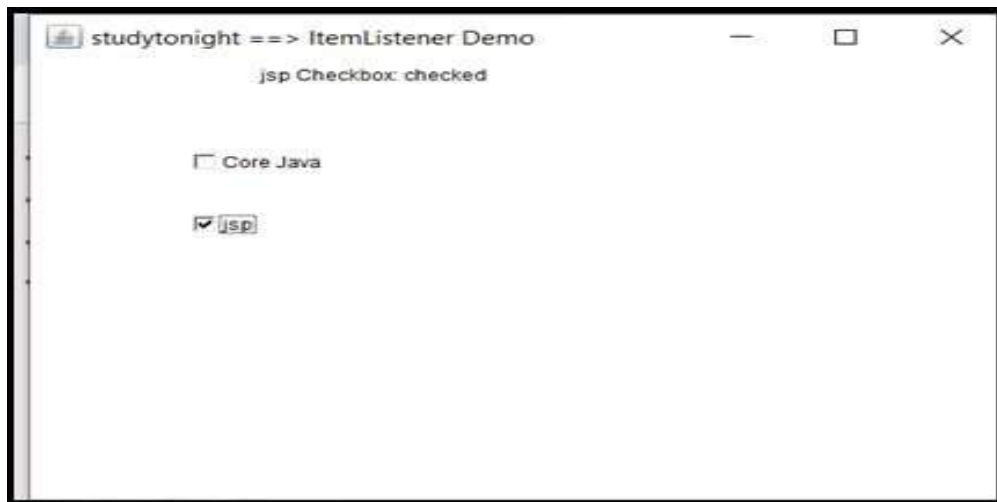 studytonight ==> ItemListener Demo
jsp Checkbox: checked
Core Java
jsp